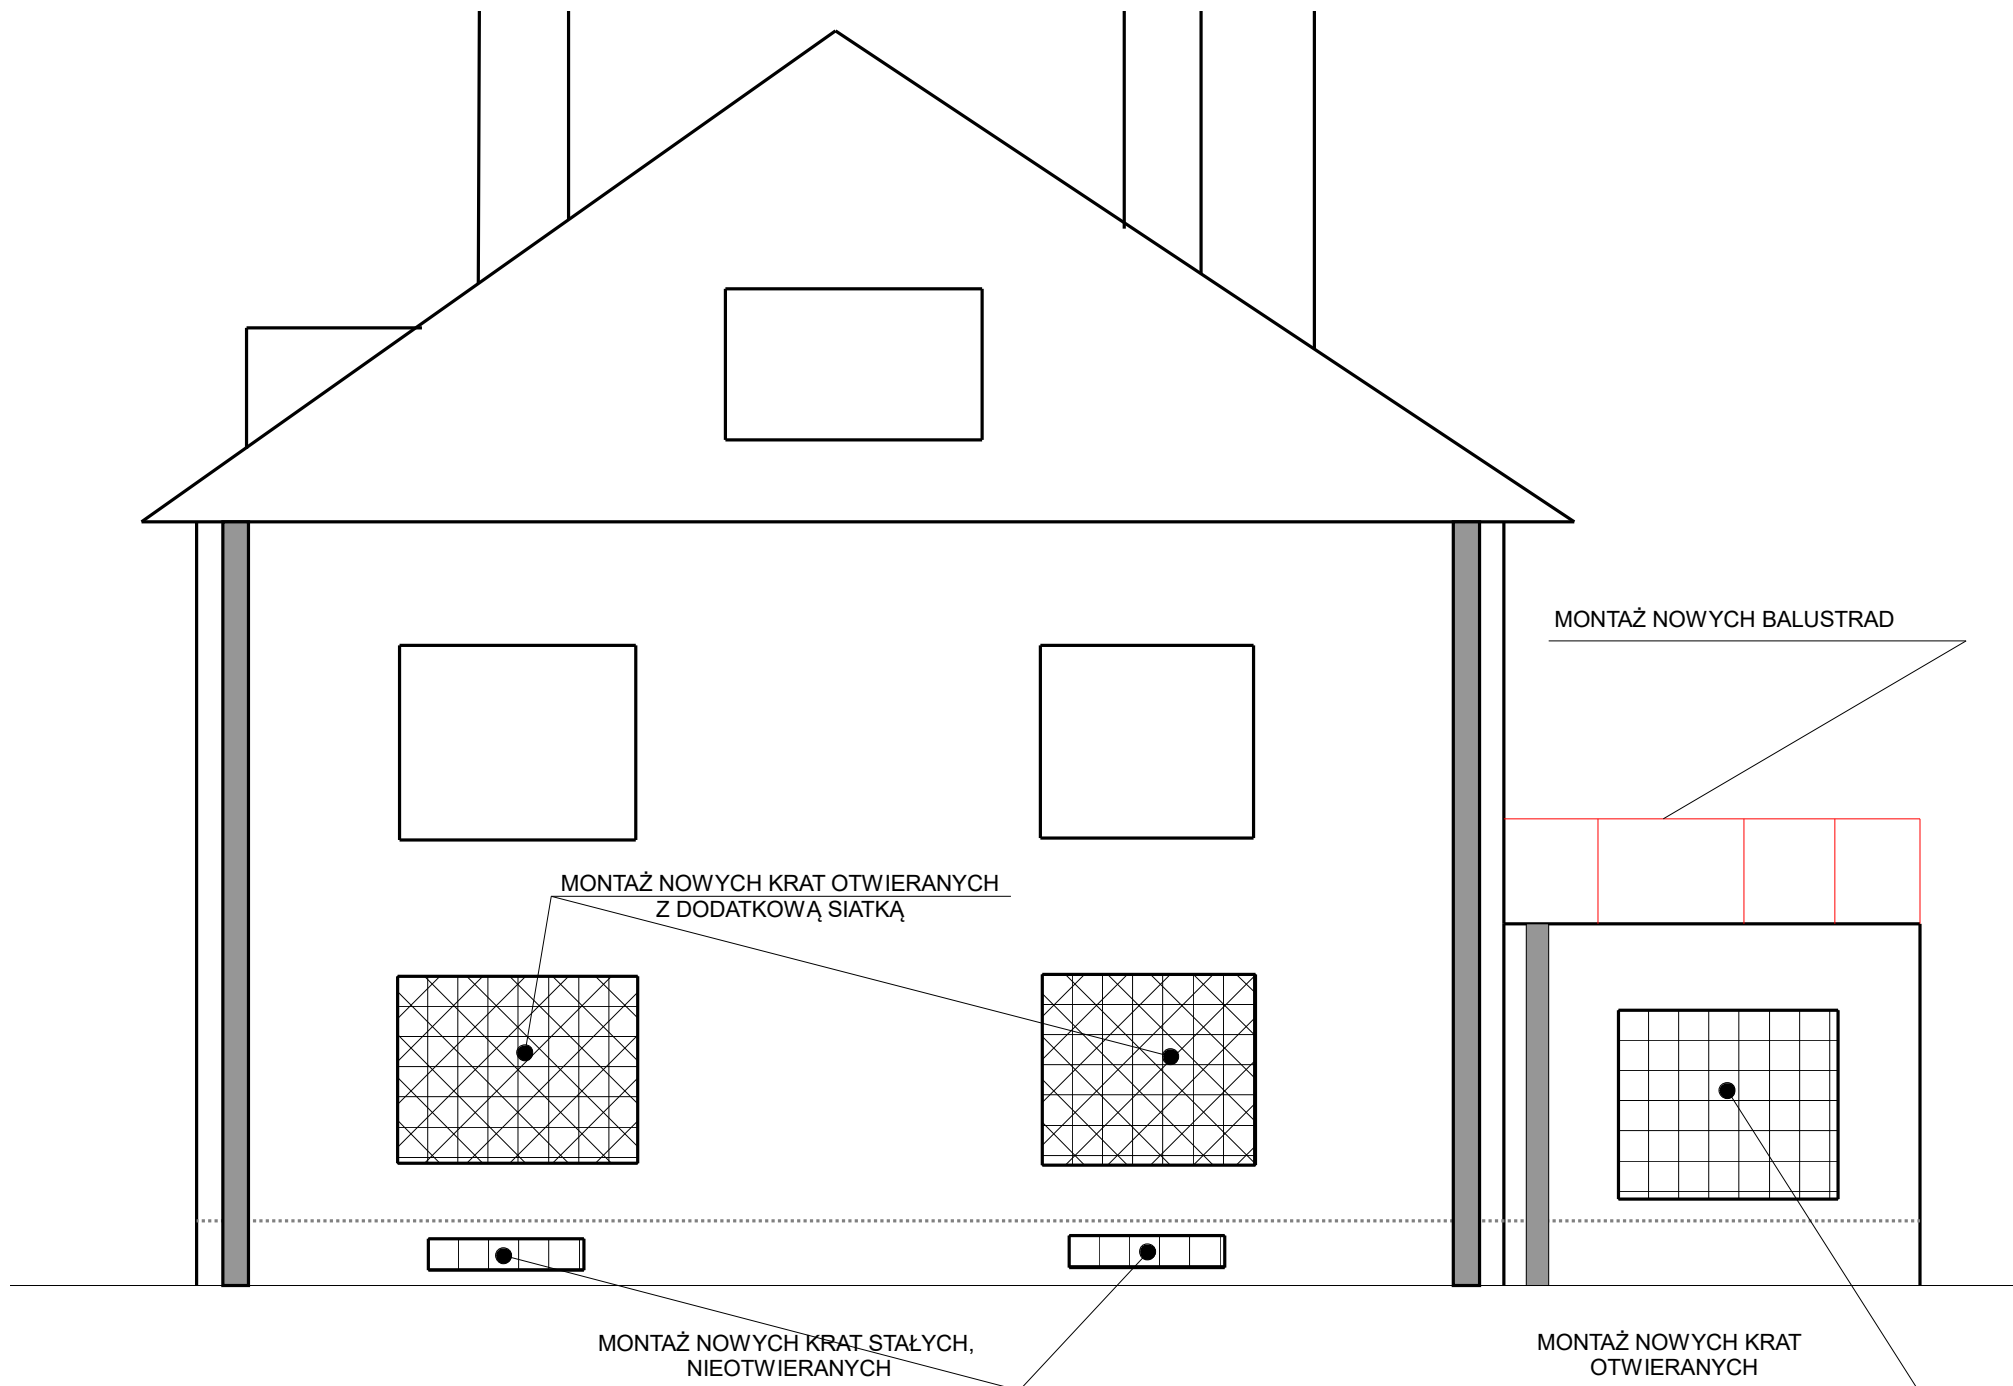 MONTAŻ NOWYCH BALUSTRAD
MONTAŻ NOWYCH KRAT OTWIERANYCH
Z DODATKOWĄ SIATKĄ
MONTAŻ NOWYCH KRAT STAŁYCH,
NIEOTWIERANYCH
MONTAŻ NOWYCH KRAT
OTWIERANYCH